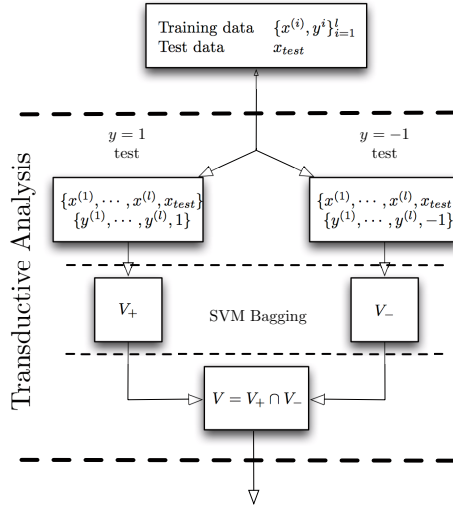 Training data {x^(i), y^i}_{i=1}^l
Test data x_test
Transductive Analysis
y = 1
test
y = −1
test
{x^(1), ⋯ , x^(l), x_test}
{y^(1), ⋯ , y^(l), 1}
{x^(1), ⋯ , x^(l), x_test
{y^(1), ⋯ , y^(l), −1}
V_+
SVM Bagging
V_−
V = V_+ ∩ V_−